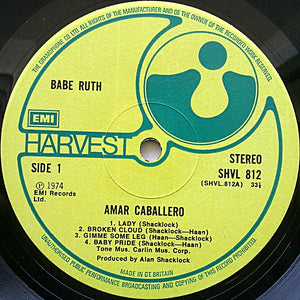 THE GRAMOPHONE CO LTD. ALL RIGHTS OF THE MANUFACTURER AND OF THE OWNER OF THE RECORDED WORK RESERVED
BABE RUTH
EMI
HARVEST
SIDE 1
STEREO
SHVL 812
(SHVL.812A) 33⅓
℗ 1974
EMI Records
Ltd.
AMAR CABALLERO
1. LADY (Shacklock)
2. BROKEN CLOUD (Shacklock—Haan)
3. GIMME SOME LEG (Haan—Shacklock)
4. BABY PRIDE (Shacklock—Haan)
Tone Mus. Carlin Mus. Corp.
Produced by Alan Shacklock
MADE IN GT. BRITAIN
UNAUTHORISED PUBLIC PERFORMANCE BROADCASTING AND COPYING OF THIS RECORD PROHIBITED